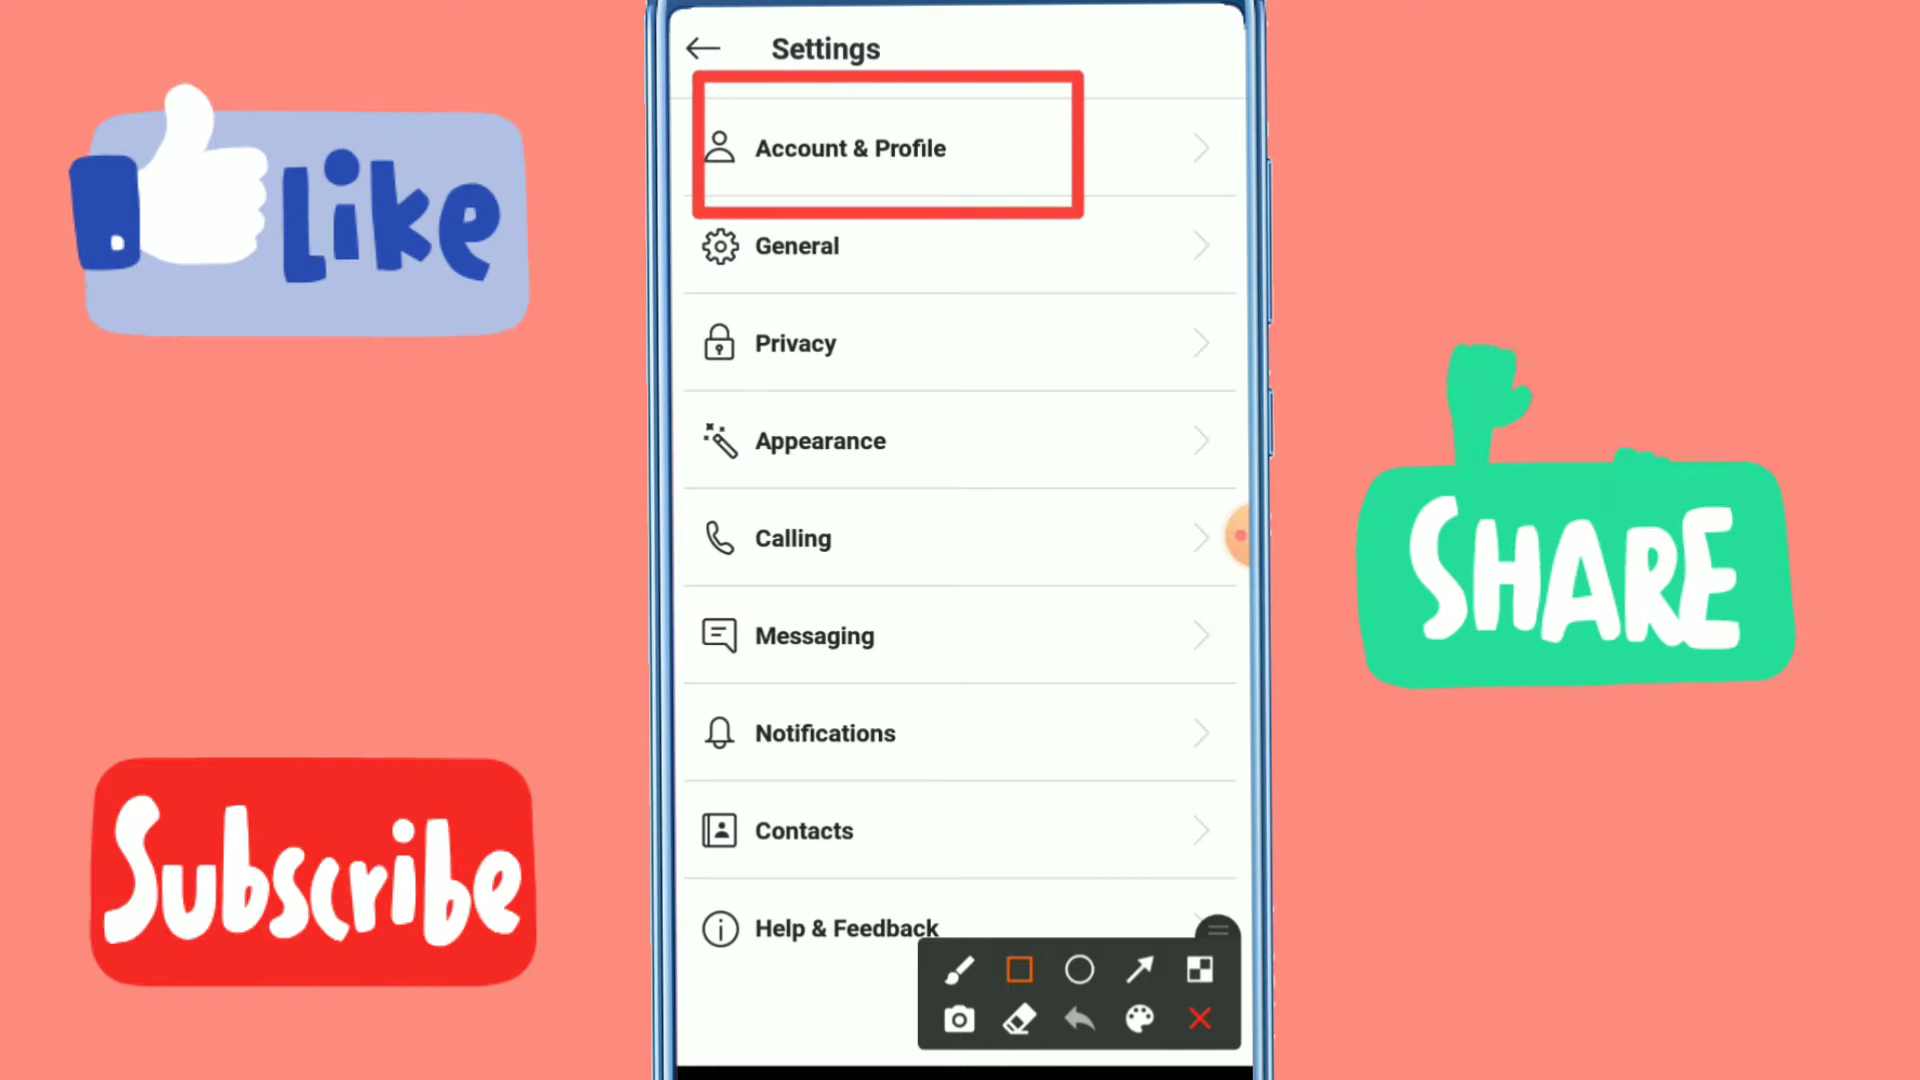 Settings
Account & Profile
General
Privacy
Appearance
Calling
Messaging
Notifications
Contacts
Help & Feedback
Like
Subscribe
SHARE